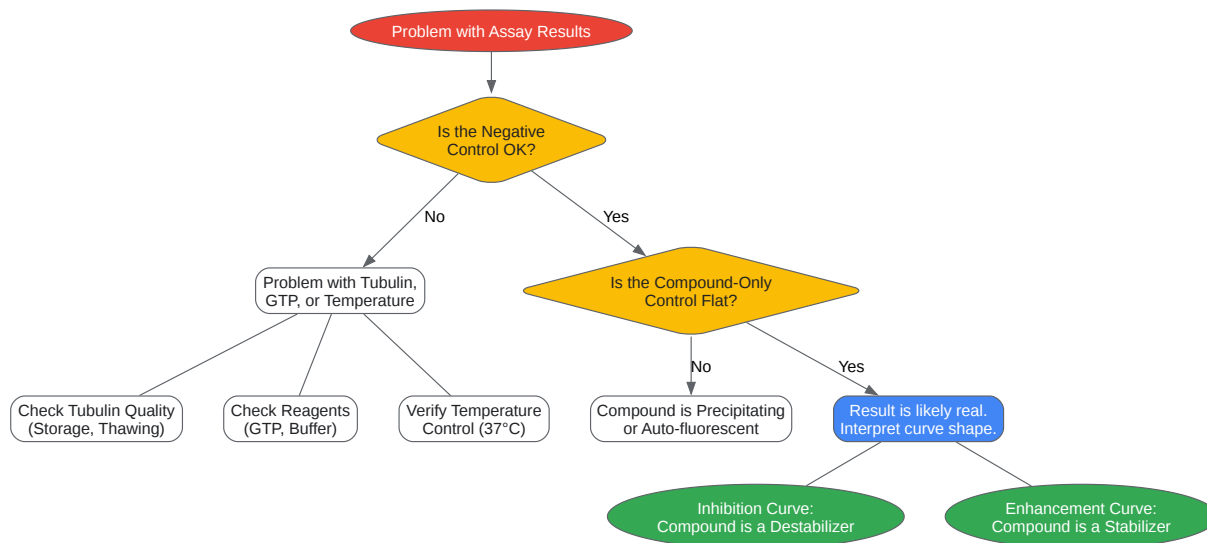 Problem with Assay Results
Is the Negative
Control OK?
No
Yes
Problem with Tubulin,
GTP, or Temperature
Is the Compound-Only
Control Flat?
No
Yes
Check Tubulin Quality
(Storage, Thawing)
Check Reagents
(GTP, Buffer)
Verify Temperature
Control (37°C)
Compound is Precipitating
or Auto-fluorescent
Result is likely real.
Interpret curve shape.
Inhibition Curve:
Compound is a Destabilizer
Enhancement Curve:
Compound is a Stabilizer